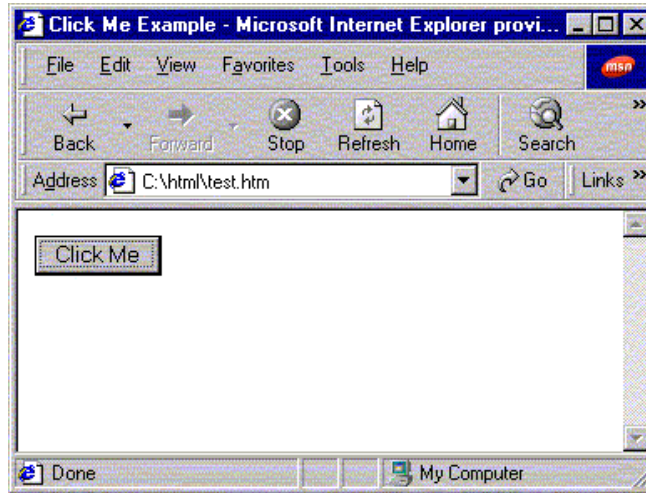 Click Me Example - Microsoft Internet Explorer provi...
File Edit View Favorites Tools Help
msn
Back Forward Stop Refresh Home Search »
Address C:\html\test.htm Go Links »
Click Me
Done My Computer